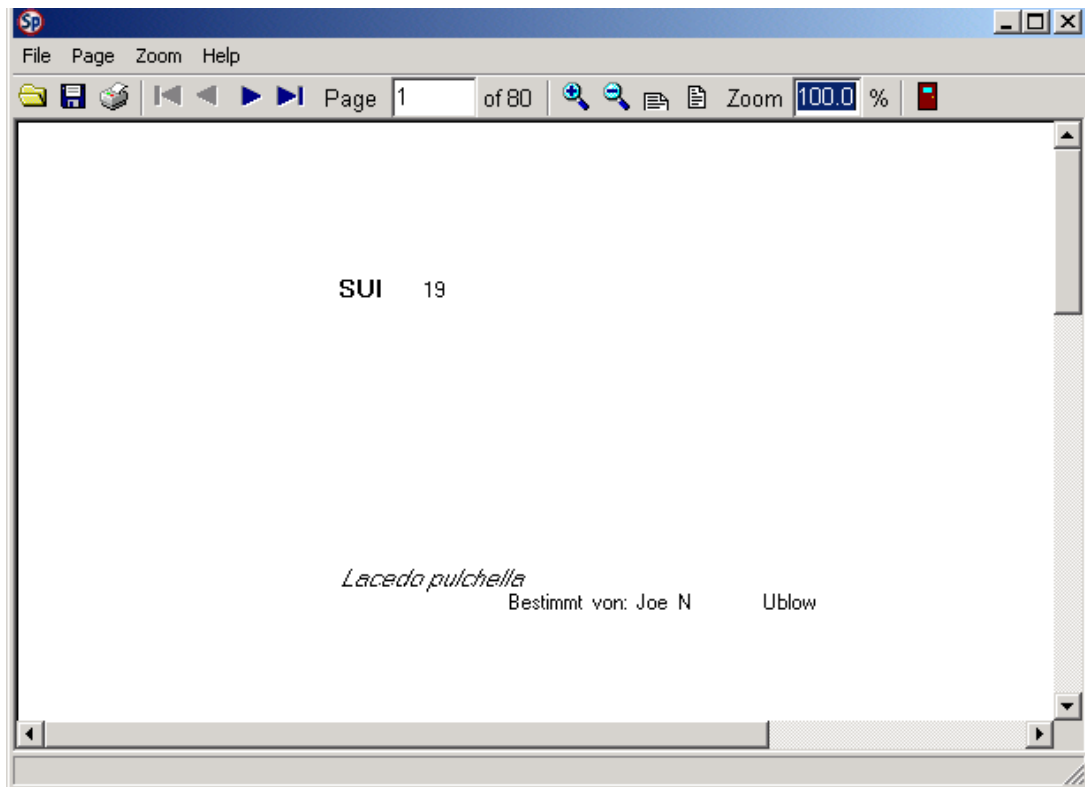 Sp
File Page Zoom Help
Page 1 of 80 Zoom 100.0 %
SUI 19
Lacedo pulchella
Bestimmt von: Joe N Ublow